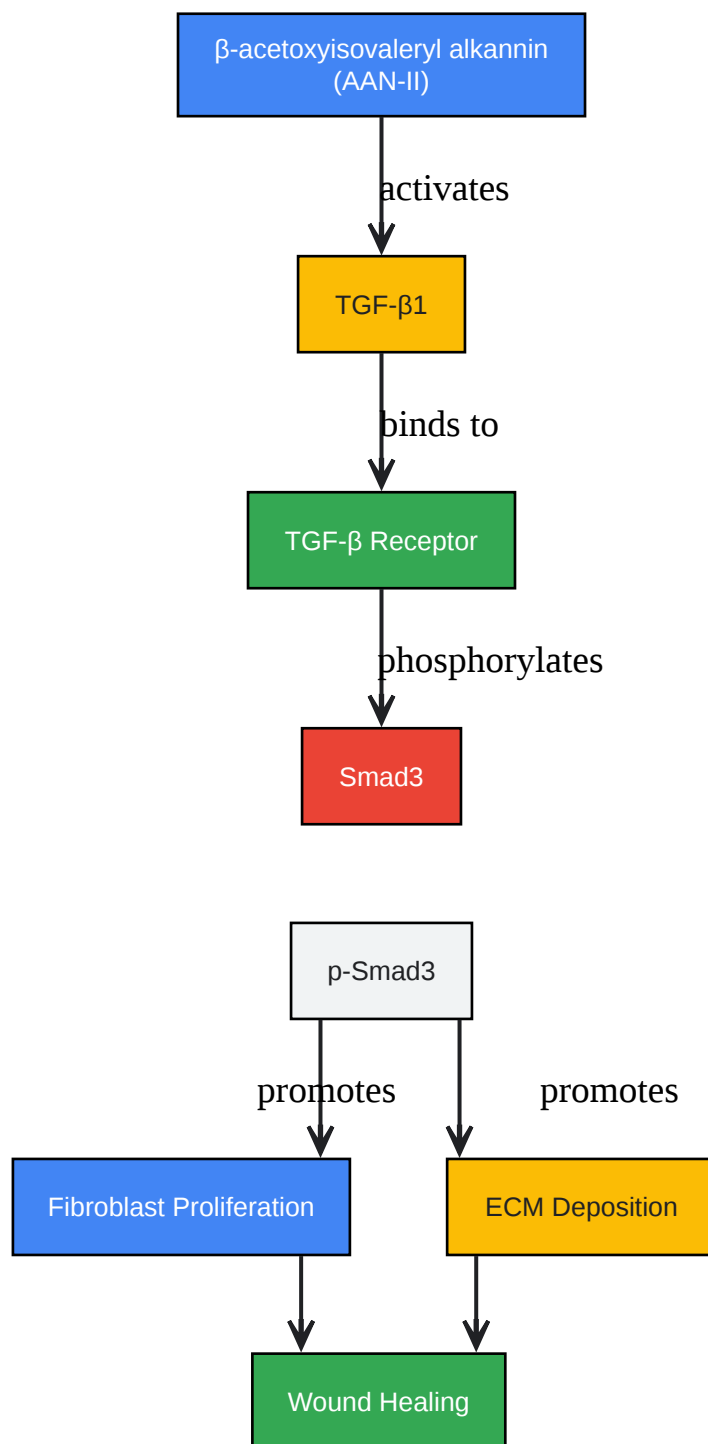 β-acetoxyisovaleryl alkannin
(AAN-II)
activates
TGF-β1
binds to
TGF-β Receptor
phosphorylates
Smad3
p-Smad3
promotes
promotes
Fibroblast Proliferation
ECM Deposition
Wound Healing